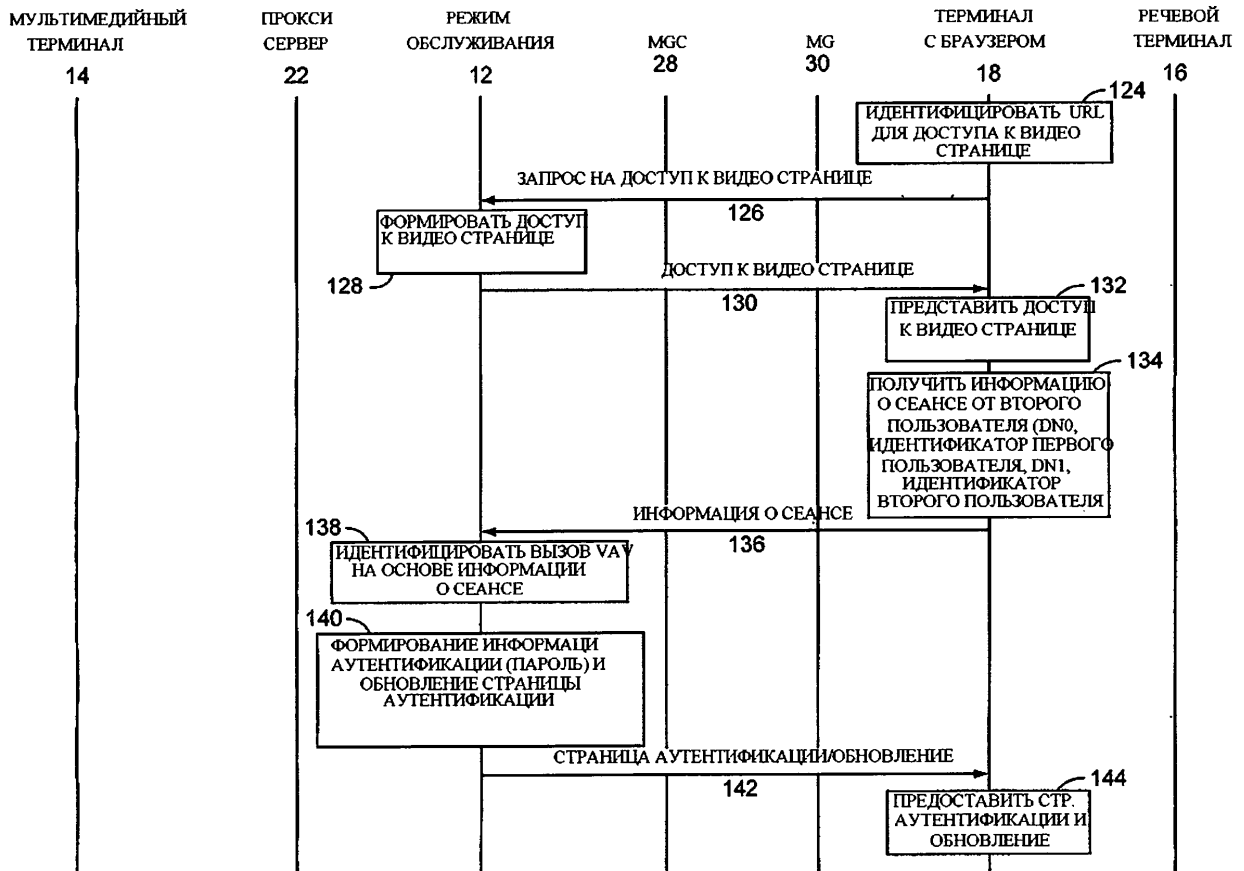 МУЛЬТИМЕДИЙНЫЙ
ТЕРМИНАЛ
14
ПРОКСИ
СЕРВЕР
22
РЕЖИМ
ОБСЛУЖИВАНИЯ
12
MGC
28
MG
30
ТЕРМИНАЛ
С БРАУЗЕРОМ
18
РЕЧЕВОЙ
ТЕРМИНАЛ
16
124
ИДЕНТИФИЦИРОВАТЬ URL
ДЛЯ ДОСТУПА К ВИДЕО
СТРАНИЦЕ
ЗАПРОС НА ДОСТУП К ВИДЕО СТРАНИЦЕ
126
ФОРМИРОВАТЬ ДОСТУП
К ВИДЕО СТРАНИЦЕ
128
ДОСТУП К ВИДЕО СТРАНИЦЕ
130
132
ПРЕДСТАВИТЬ ДОСТУП
К ВИДЕО СТРАНИЦЕ
134
ПОЛУЧИТЬ ИНФОРМАЦИЮ
О СЕАНСЕ ОТ ВТОРОГО
ПОЛЬЗОВАТЕЛЯ (DN0,
ИДЕНТИФИКАТОР ПЕРВОГО
ПОЛЬЗОВАТЕЛЯ, DN1,
ИДЕНТИФИКАТОР
ВТОРОГО ПОЛЬЗОВАТЕЛЯ
ИНФОРМАЦИЯ О СЕАНСЕ
136
138
ИДЕНТИФИЦИРОВАТЬ ВЫЗОВ VAV
НА ОСНОВЕ ИНФОРМАЦИИ
О СЕАНСЕ
140
ФОРМИРОВАНИЕ ИНФОРМАЦИ
АУТЕНТИФИКАЦИИ (ПАРОЛЬ) И
ОБНОВЛЕНИЕ СТРАНИЦЫ
АУТЕНТИФИКАЦИИ
СТРАНИЦА АУТЕНТИФИКАЦИИ/ОБНОВЛЕНИЕ
142
144
ПРЕДОСТАВИТЬ СТР.
АУТЕНТИФИКАЦИИ И
ОБНОВЛЕНИЕ